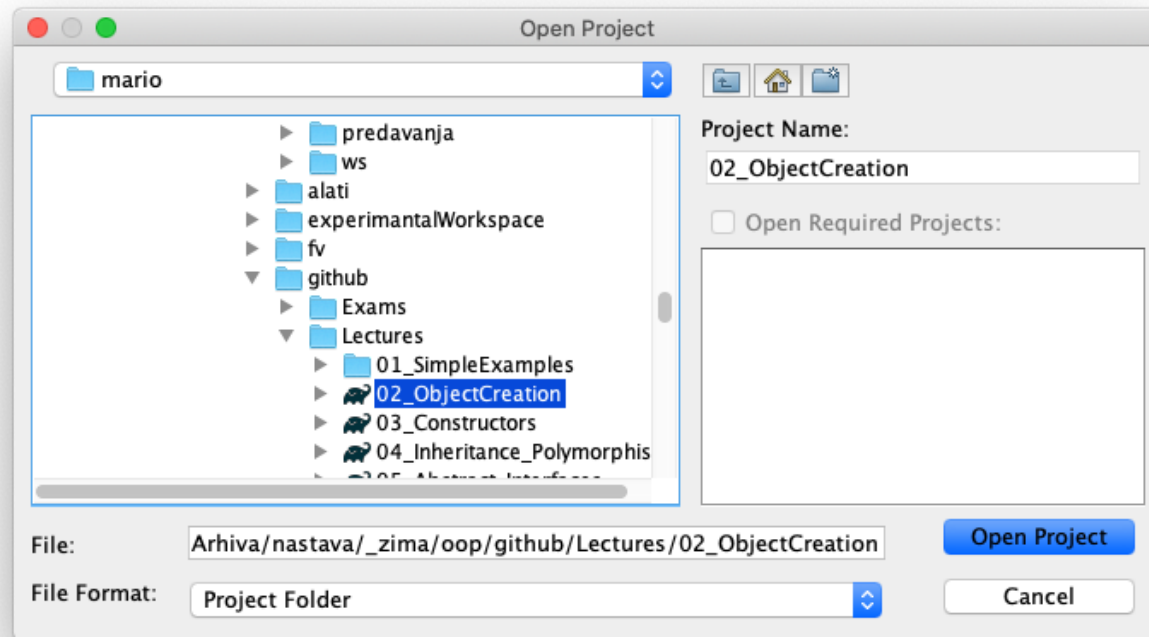 Open Project
mario
predavanja
ws
alati
experimantalWorkspace
fv
github
Exams
Lectures
01_SimpleExamples
02_ObjectCreation
03_Constructors
04_Inheritance_Polymorphis
05_Abstract_Interfaces
Project Name:
02_ObjectCreation
Open Required Projects:
File:
Arhiva/nastava/_zima/oop/github/Lectures/02_ObjectCreation
Open Project
File Format:
Project Folder
Cancel